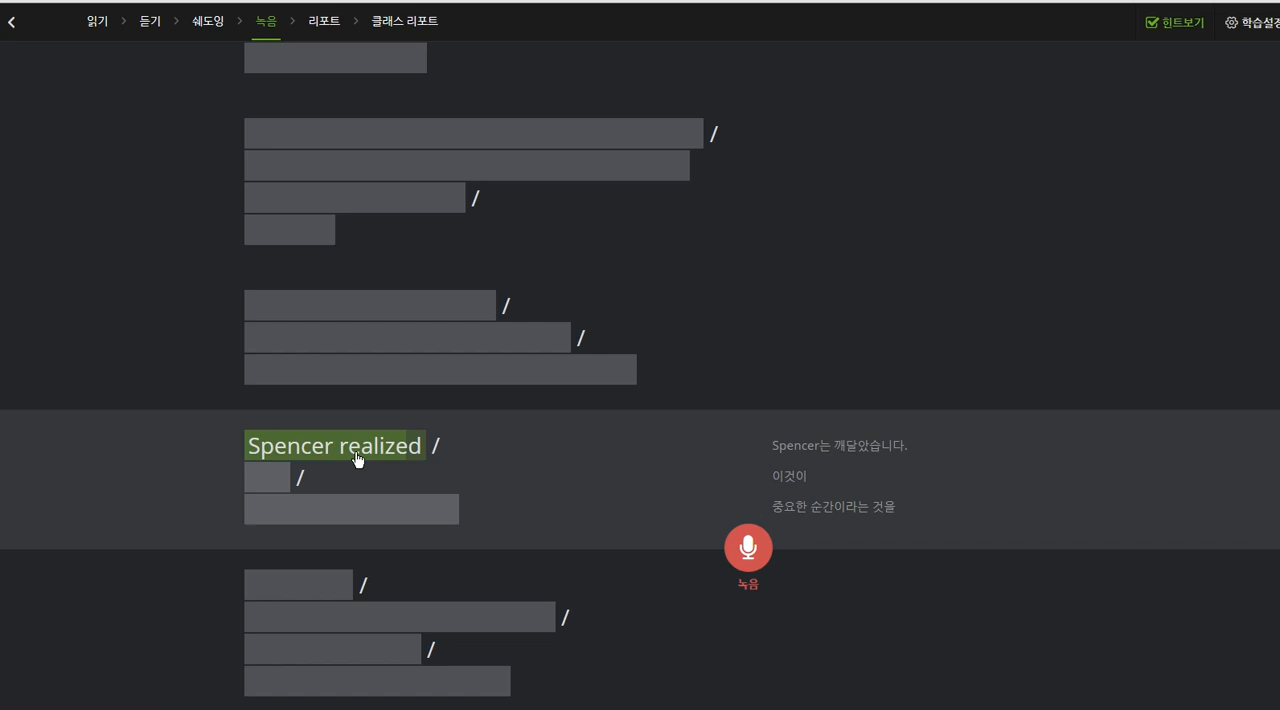 읽기 > 듣기 > 쉐도잉 > 녹음 > 리포트 > 클래스 리포트
힌트보기
학습설정
/
/
/
/
Spencer realized /
/
Spencer는 깨달았습니다.
이것이
중요한 순간이라는 것을
녹음
/
/
/